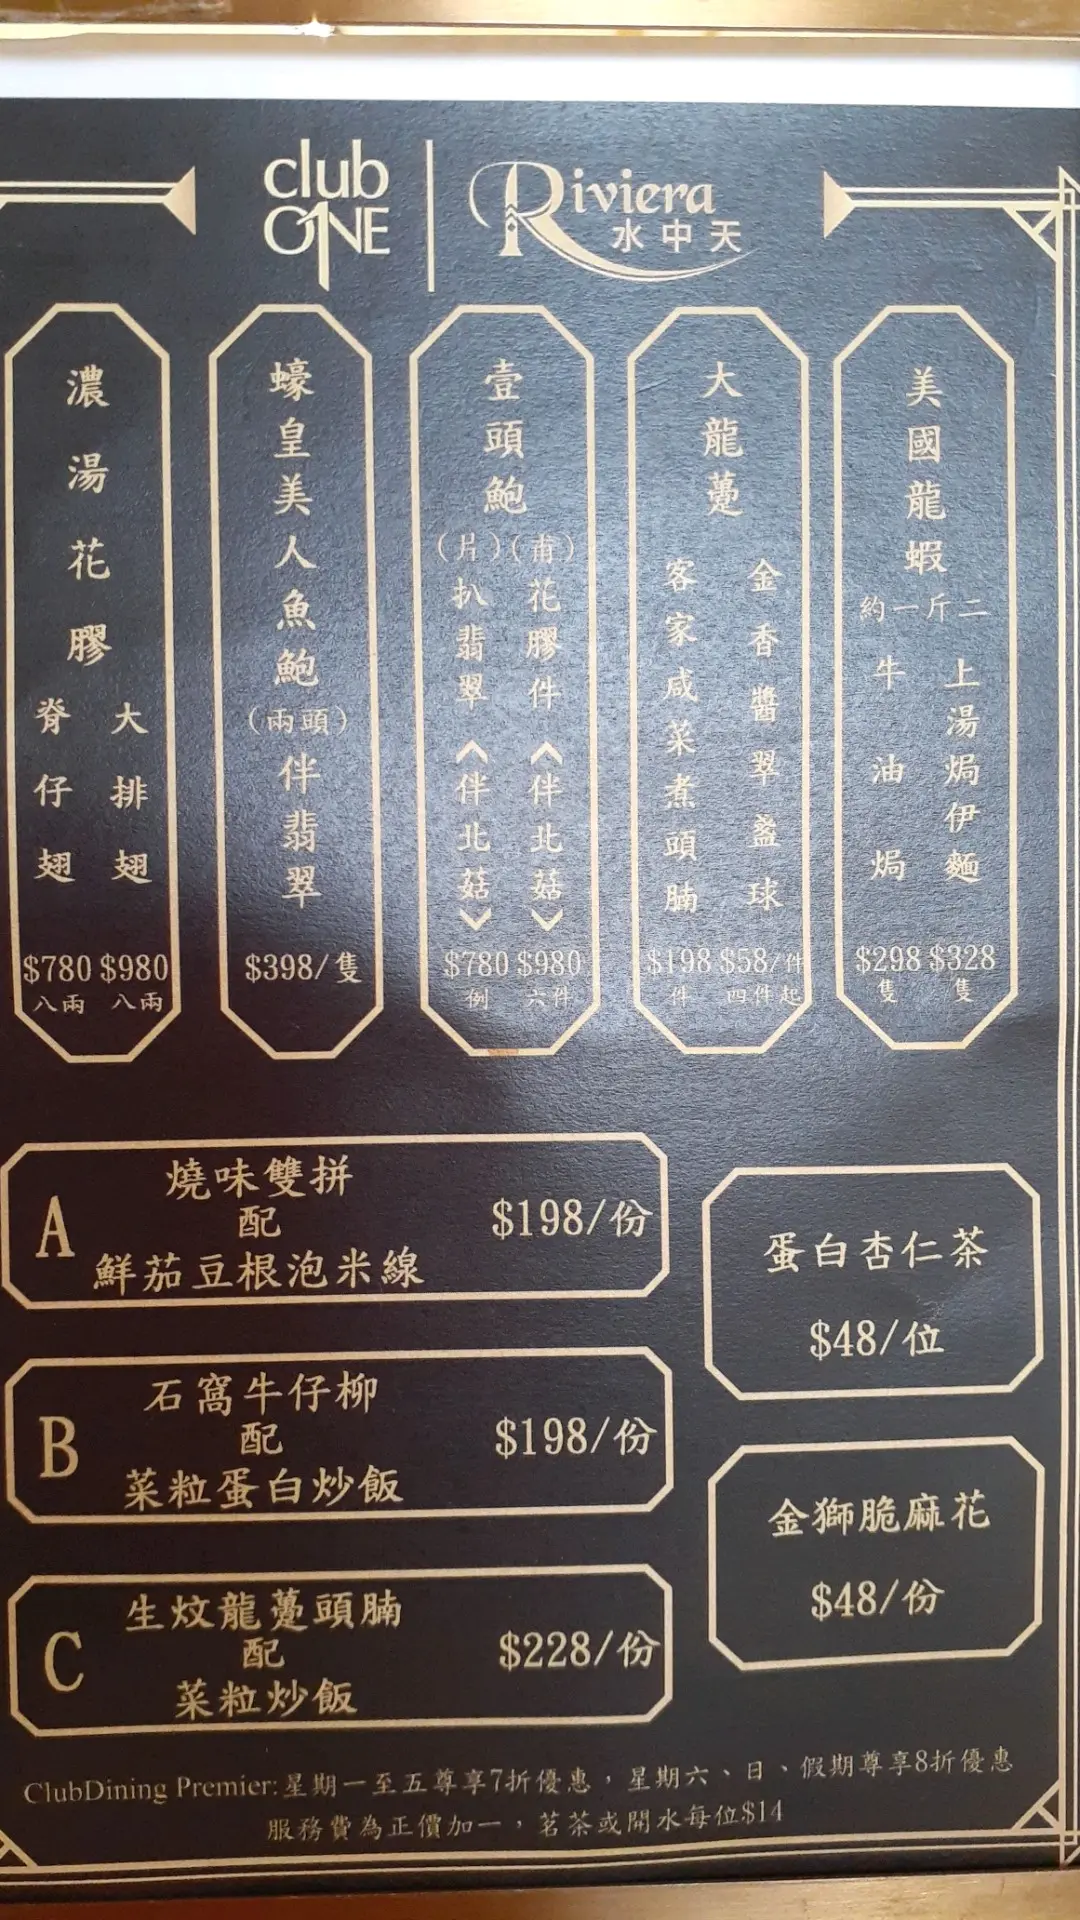 club ONE
Riviera
水中天
美國龍蝦
約一斤二
上湯焗伊麵
$328
隻
牛油焗
$298
隻
大龍躉
金香醬翠盞球
$58/件
四件起
客家咸菜煮頭腩
$198
件
壹頭鮑
(甫)花膠件
︿伴北菇﹀
$980
六件
(片)扒翡翠
︿伴北菇﹀
$780
例
蠔皇美人魚鮑
(兩頭)
伴翡翠
$398/隻
濃湯花膠
大排翅
$980
八兩
脊仔翅
$780
八兩
A
燒味雙拼
配
鮮茄豆根泡米線
$198/份
B
石窩牛仔柳
配
菜粒蛋白炒飯
$198/份
C
生炆龍躉頭腩
配
菜粒炒飯
$228/份
蛋白杏仁茶
$48/位
金獅脆麻花
$48/份
ClubDining Premier:星期一至五尊享7折優惠，星期六、日、假期尊享8折優惠
服務費為正價加一，茗茶或開水每位$14